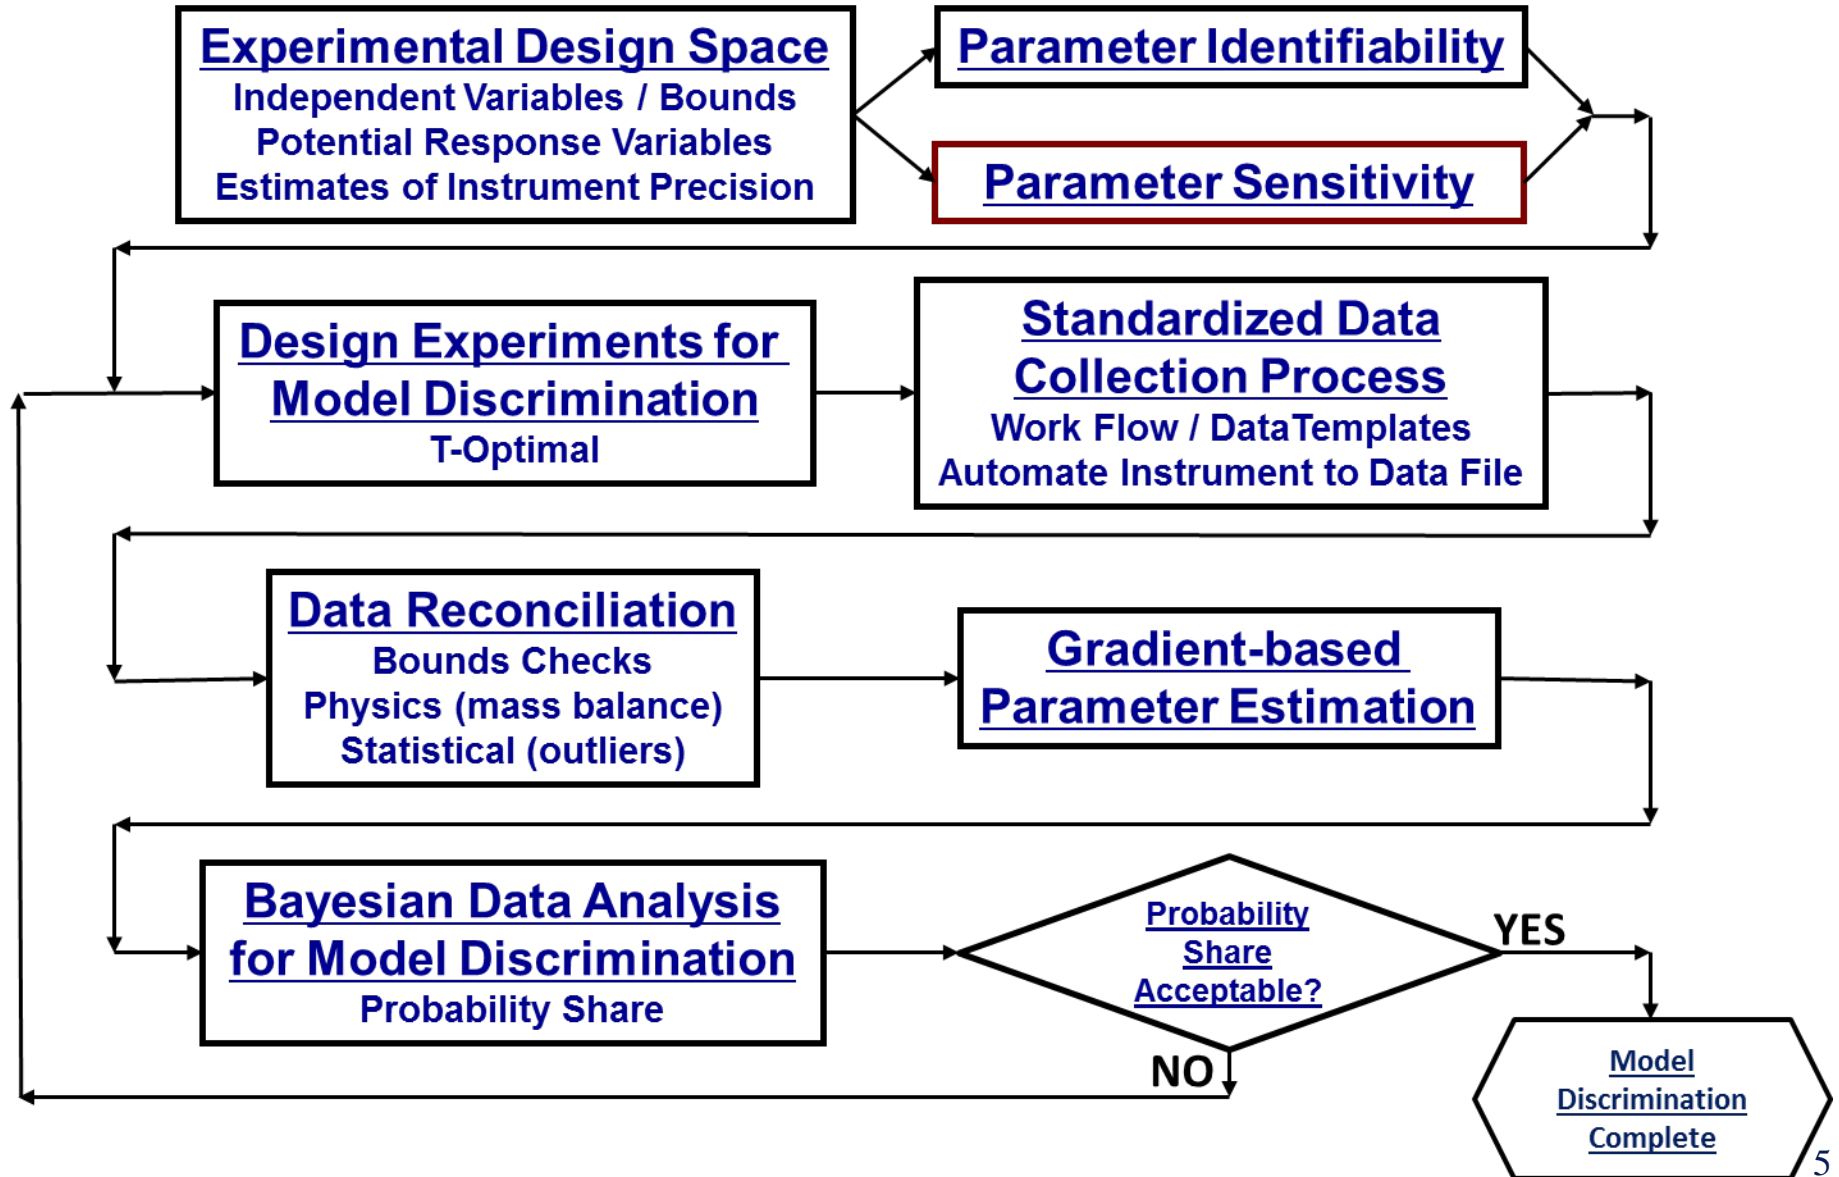 Experimental Design Space
Independent Variables / Bounds
Potential Response Variables
Estimates of Instrument Precision
Parameter Identifiability
Parameter Sensitivity
Design Experiments for
Model Discrimination
T-Optimal
Standardized Data
Collection Process
Work Flow / DataTemplates
Automate Instrument to Data File
Data Reconciliation
Bounds Checks
Physics (mass balance)
Statistical (outliers)
Gradient-based
Parameter Estimation
Bayesian Data Analysis
for Model Discrimination
Probability Share
Probability
Share
Acceptable?
YES
NO
Model
Discrimination
Complete
5